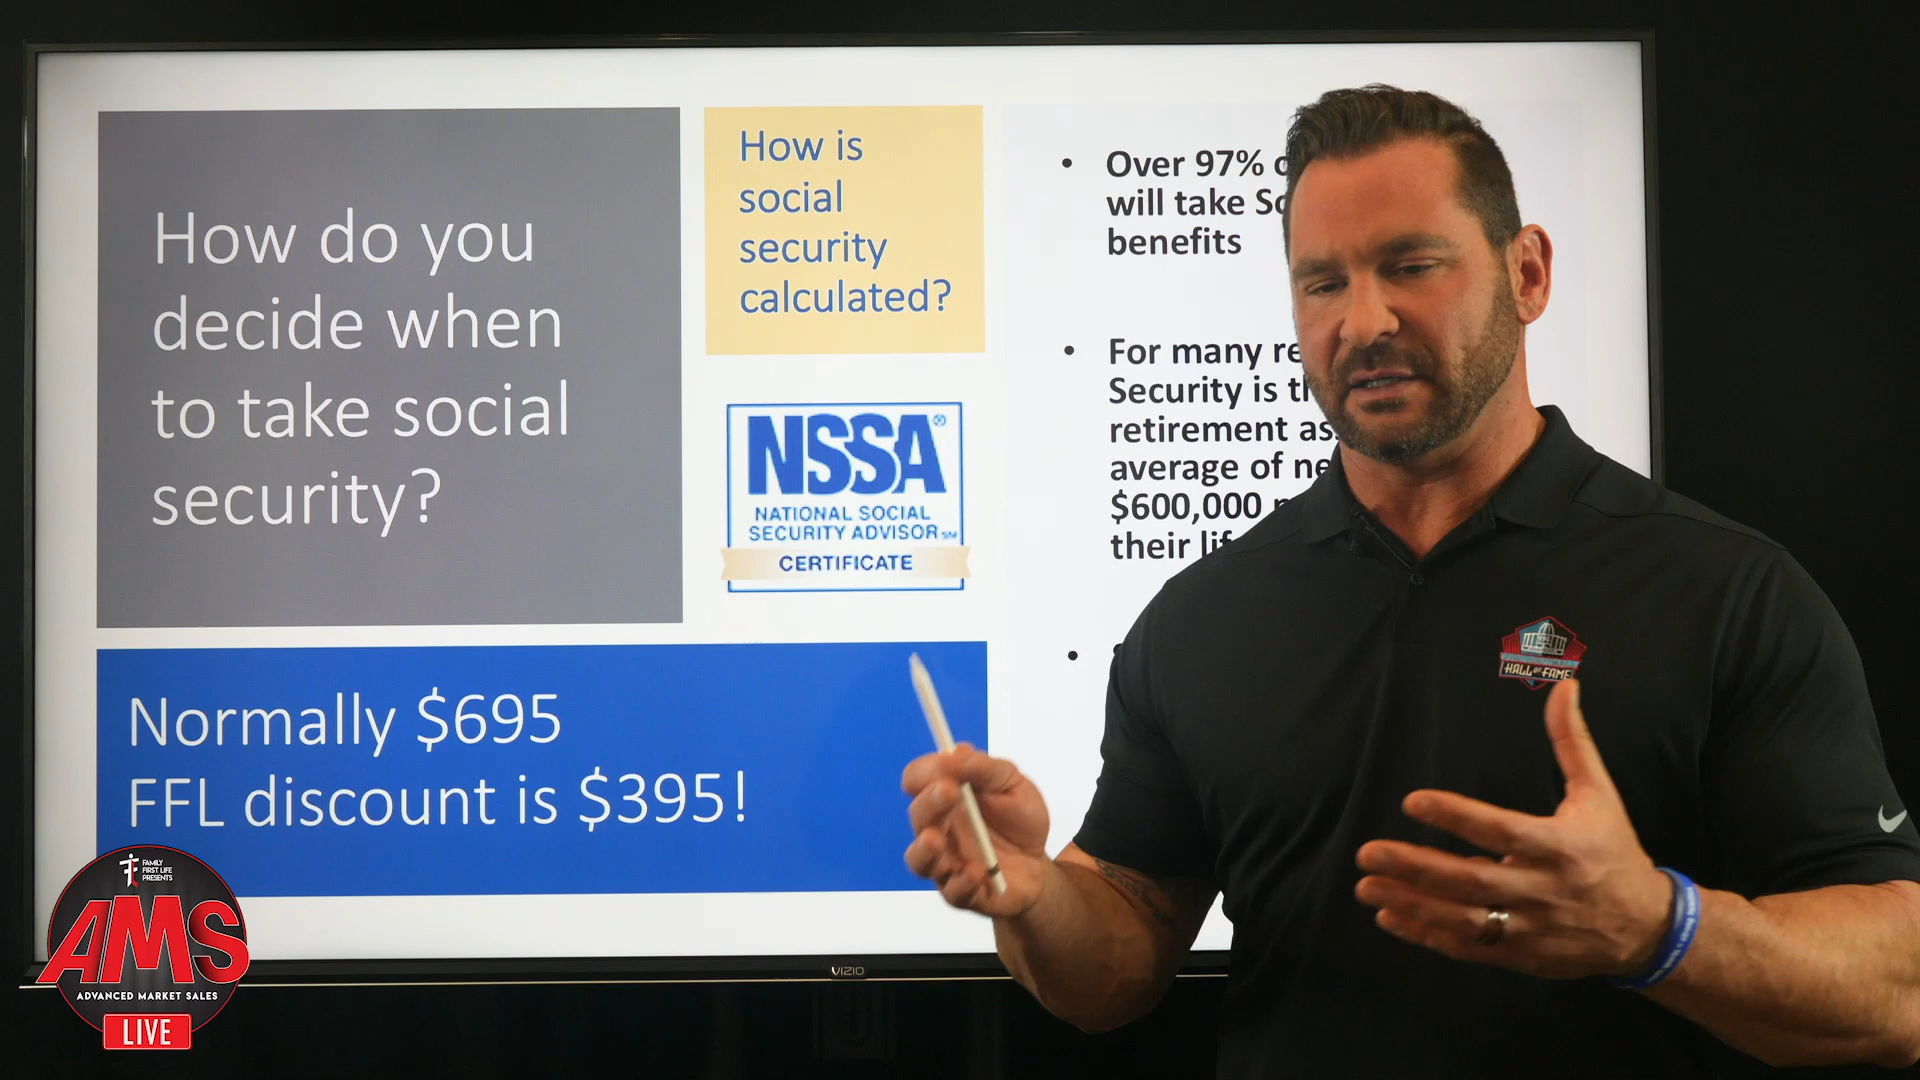 How do you
decide when
to take social
security?
How is
social
security
calculated?
NSSA®
NATIONAL SOCIAL
SECURITY ADVISOR SM
CERTIFICATE
Normally $695
FFL discount is $395!
• Over 97%
will take
benefits
• For many
Security is
retirement
average of
$600,000
their
•
HALL OF FAME
VIZIO
FAMILY
FIRST LIFE
PRESENTS
AMS
ADVANCED MARKET SALES
LIVE